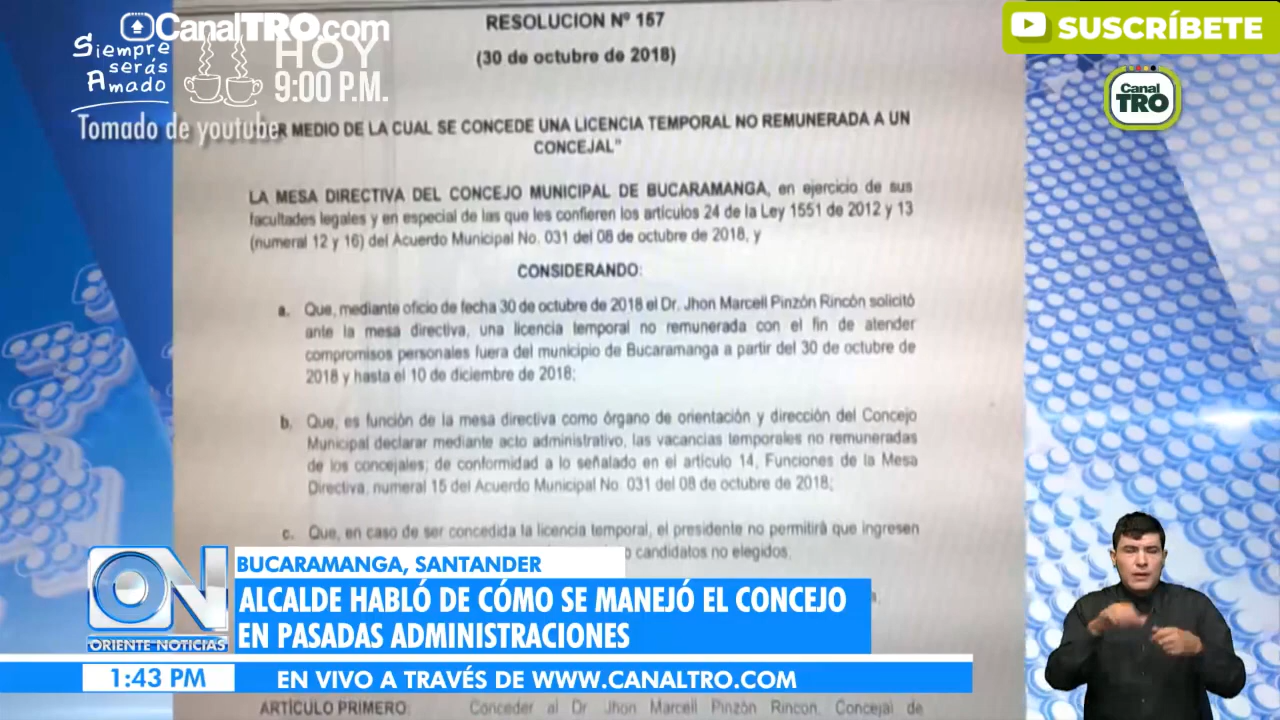 CanalTRO.com
Siempre
serás
Amado
HOY
9:00 P.M.
Tomado de youtube
SUSCRÍBETE
Canal
TRO
RESOLUCION Nº 157
(30 de octubre de 2018)
MEDIO DE LA CUAL SE CONCEDE UNA LICENCIA TEMPORAL NO REMUNERADA A UN
CONCEJAL"
LA MESA DIRECTIVA DEL CONCEJO MUNICIPAL DE BUCARAMANGA, en ejercicio de sus
facultades legales y en especial de las que les confieren los artículos 24 de la Ley 1551 de 2012 y 13
(numeral 12 y 16) del Acuerdo Municipal No. 031 del 08 de octubre de 2018, y
CONSIDERANDO:
a. Que, mediante oficio de fecha 30 de octubre de 2018 el Dr. Jhon Marcell Pinzón Rincón solicitó
ante la mesa directiva, una licencia temporal no remunerada con el fin de atender
compromisos personales fuera del municipio de Bucaramanga a partir del 30 de octubre de
2018 y hasta el 10 de diciembre de 2018;
b. Que, es función de la mesa directiva como órgano de orientación y dirección del Concejo
Municipal declarar mediante acto administrativo, las vacancias temporales no remuneradas
de los concejales; de conformidad a lo señalado en el artículo 14, Funciones de la Mesa
Directiva, numeral 15 del Acuerdo Municipal No. 031 del 08 de octubre de 2018;
c. Que, en caso de ser concedida la licencia temporal, el presidente no permitirá que ingresen
candidatos no elegidos.
ON
ORIENTE NOTICIAS
BUCARAMANGA, SANTANDER
ALCALDE HABLÓ DE CÓMO SE MANEJÓ EL CONCEJO
EN PASADAS ADMINISTRACIONES
1:43 PM
EN VIVO A TRAVÉS DE WWW.CANALTRO.COM
ARTÍCULO PRIMERO: Conceder al Dr Jhon Marcell Pinzón Rincon, Concejal de